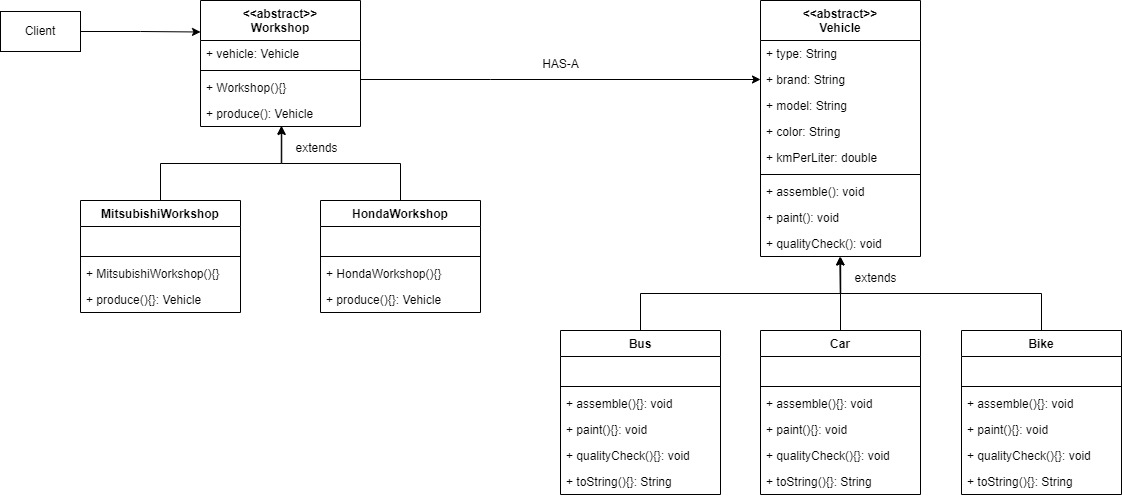 Client
<<abstract>>
Workshop
+ vehicle: Vehicle
+ Workshop(){}
+ produce(): Vehicle
HAS-A
<<abstract>>
Vehicle
+ type: String
+ brand: String
+ model: String
+ color: String
+ kmPerLiter: double
+ assemble(): void
+ paint(): void
+ qualityCheck(): void
extends
MitsubishiWorkshop
+ MitsubishiWorkshop(){}
+ produce(){}: Vehicle
HondaWorkshop
+ HondaWorkshop(){}
+ produce(){}: Vehicle
extends
Bus
+ assemble(){}: void
+ paint(){}: void
+ qualityCheck(){}: void
+ toString(){}: String
Car
+ assemble(){}: void
+ paint(){}: void
+ qualityCheck(){}: void
+ toString(){}: String
Bike
+ assemble(){}: void
+ paint(){}: void
+ qualityCheck(){}: void
+ toString(){}: String